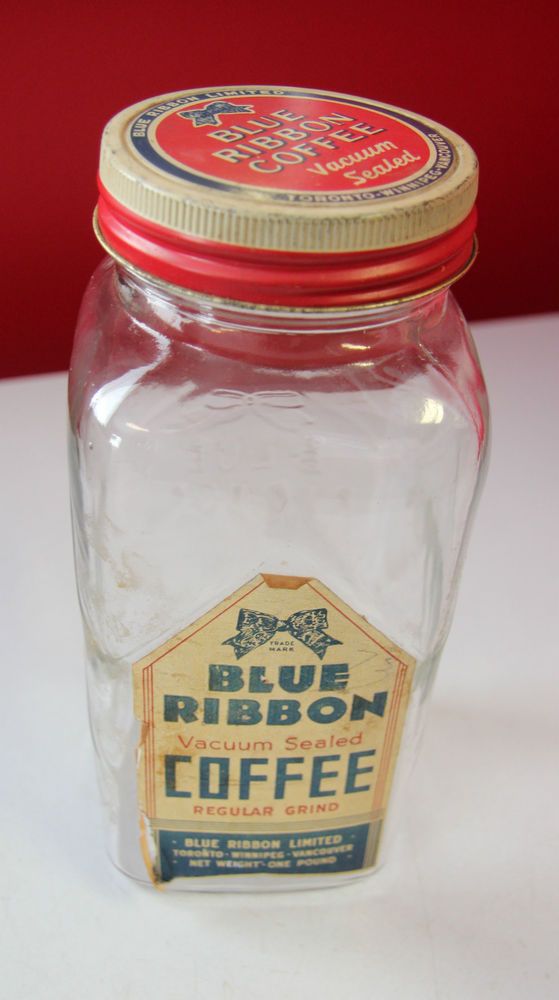 BLUE RIBBON LIMITED
BLUE
RIBBON
COFFEE
Vacuum
Sealed
TORONTO·WINNIPEG·VANCOUVER
TRADE
MARK
BLUE
RIBBON
Vacuum Sealed
COFFEE
REGULAR GRIND
· BLUE RIBBON LIMITED ·
TORONTO·WINNIPEG·VANCOUVER
· NET WEIGHT·ONE POUND ·